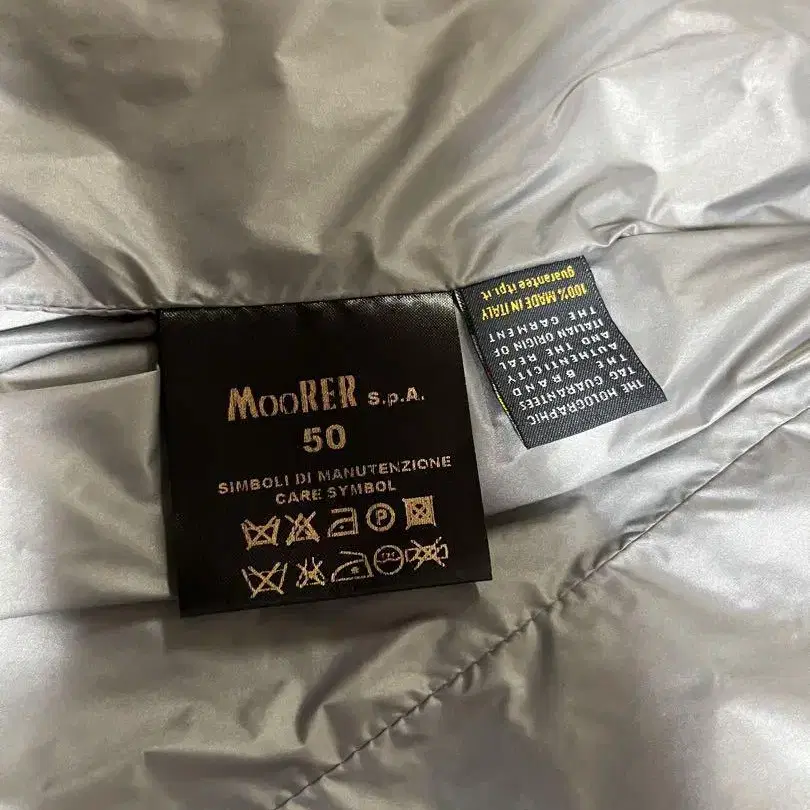 MooRER S.p.A.
50
SIMBOLI DI MANUTENZIONE
CARE SYMBOL
P
THE HOLOGRAPHIC
TAG GUARANTEES
THE BRAND
AUTHENTICITY
AND THE REAL
ITALIAN ORIGIN OF
THE GARMENT
100% MADE IN ITALY
guarantee itpi.it